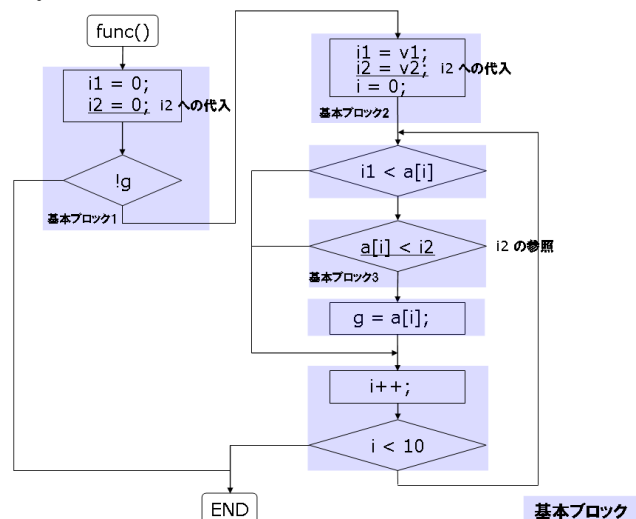 func()
i1 = 0;
i2 = 0; i2 への代入
!g
基本ブロック1
i1 = v1;
i2 = v2; i2 への代入
i = 0;
基本ブロック2
i1 < a[i]
a[i] < i2 i2 の参照
基本ブロック3
g = a[i];
i++;
i < 10
END
基本ブロック